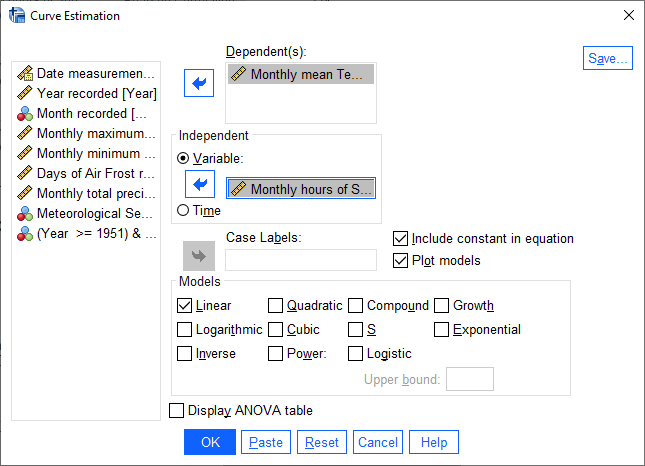 Curve Estimation
Dependent(s):
Save...
Date measuremen...
Year recorded [Year]
Month recorded [...
Monthly maximum...
Monthly minimum ...
Days of Air Frost r...
Monthly total preci...
Meteorological Se...
(Year >= 1951) & ...
Monthly mean Te...
Independent
Variable:
Monthly hours of S...
Time
Case Labels:
Include constant in equation
Plot models
Models
Linear Quadratic Compound Growth
Logarithmic Cubic S Exponential
Inverse Power: Logistic
Upper bound:
Display ANOVA table
OK Paste Reset Cancel Help